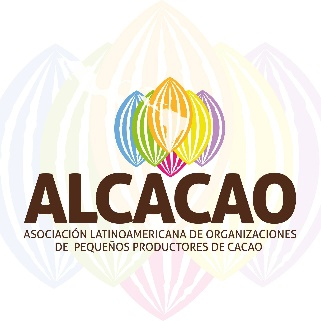 ALCACAO
ASOCIACIÓN LATINOAMERICANA DE ORGANIZACIONES
DE PEQUEÑOS PRODUCTORES DE CACAO